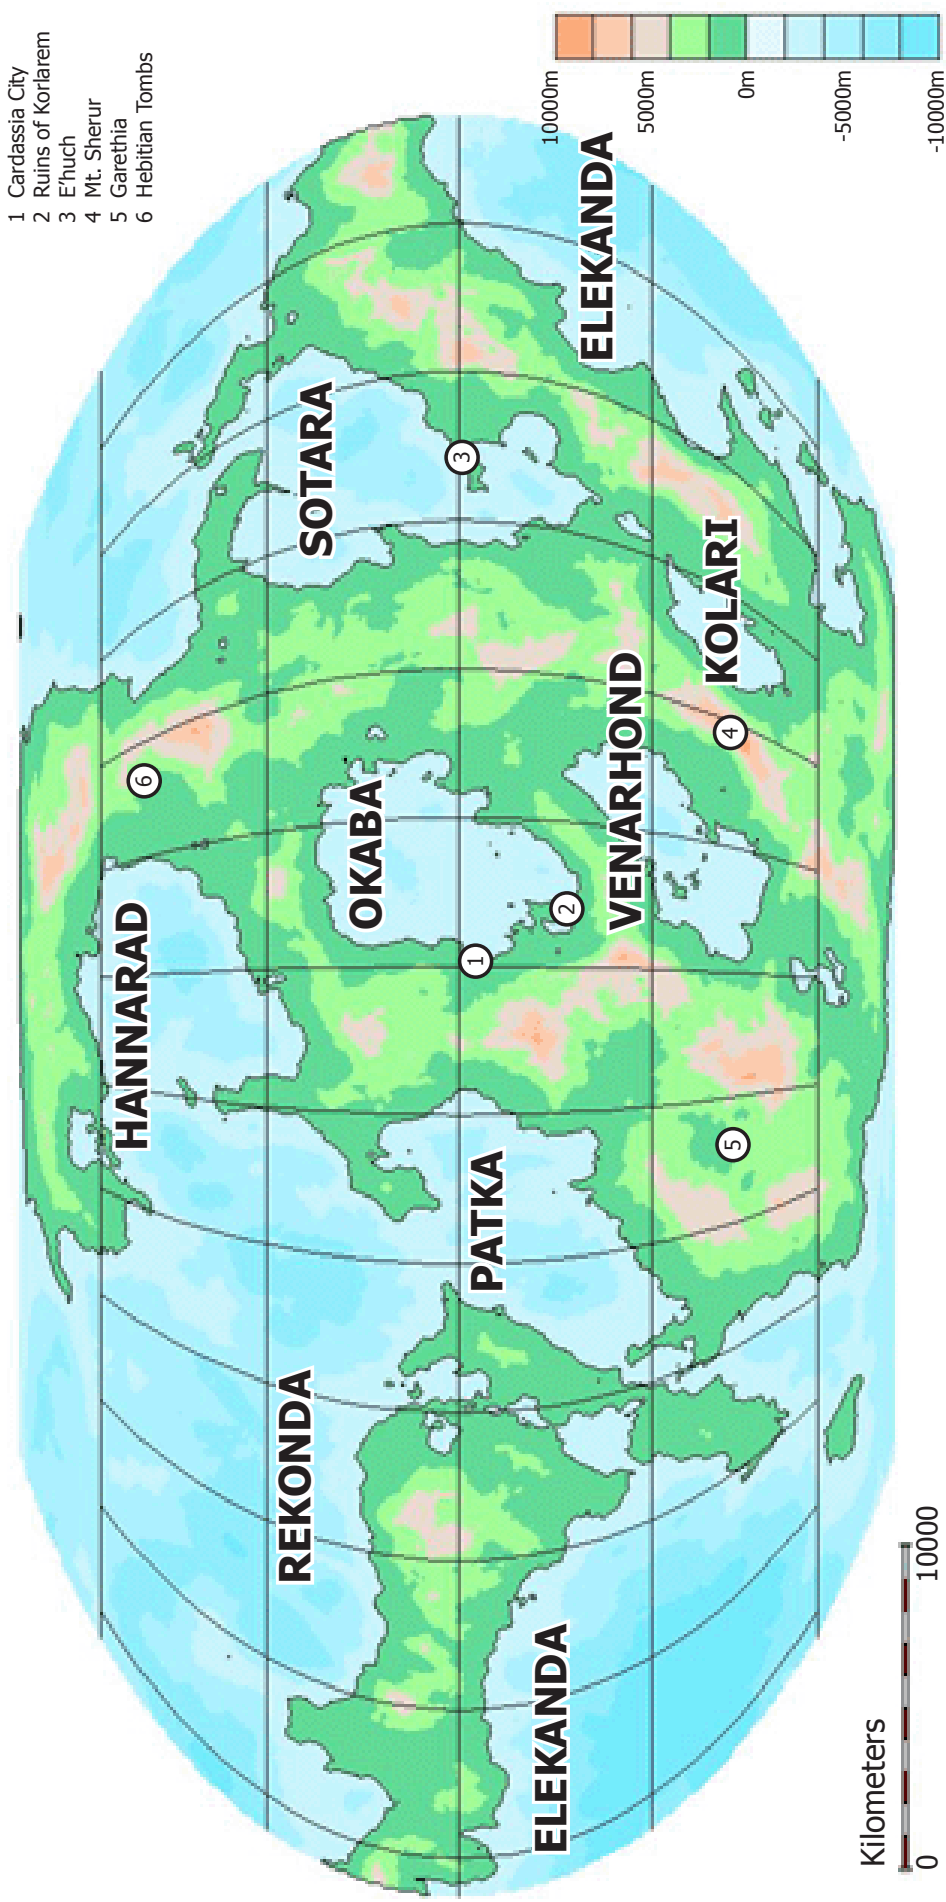 1 Cardassia City
2 Ruins of Korlarem
3 E'huch
4 Mt. Sherur
5 Garethia
6 Hebitian Tombs
HANNARAD
6
REKONDA
SOTARA
OKABA
PATKA
1
2
3
ELEKANDA
VENARHOND
ELEKANDA
5
4
KOLARI
Kilometers
0
10000
10000m
5000m
0m
-5000m
-10000m